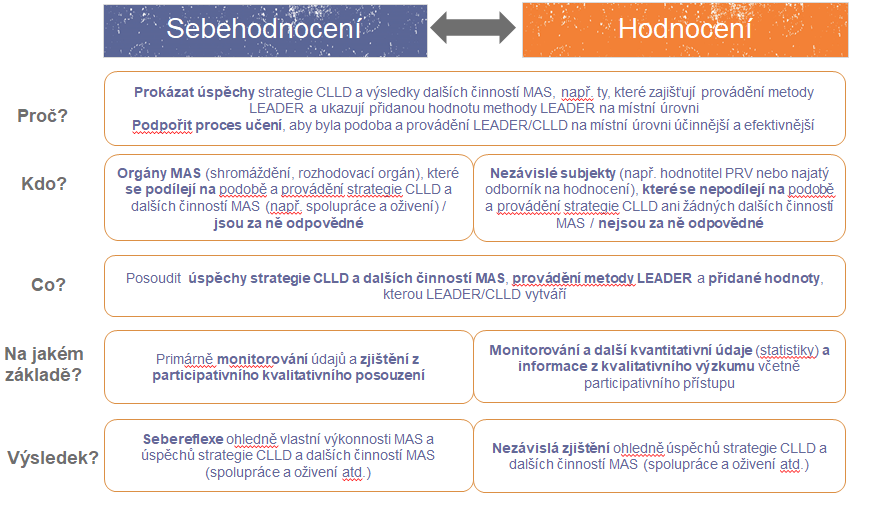 Sebehodnocení
Hodnocení
Proč?
Prokázat úspěchy strategie CLLD a výsledky dalších činností MAS, např. ty, které zajišťují provádění metody
LEADER a ukazují přidanou hodnotu methody LEADER na místní úrovni
Podpořit proces učení, aby byla podoba a provádění LEADER/CLLD na místní úrovni účinnější a efektivnější
Kdo?
Orgány MAS (shromáždění, rozhodovací orgán), které
se podílejí na podobě a provádění strategie CLLD a
dalších činností MAS (např. spolupráce a oživení) /
jsou za ně odpovědné
Nezávislé subjekty (např. hodnotitel PRV nebo najatý
odborník na hodnocení), které se nepodílejí na podobě
a provádění strategie CLLD ani žádných dalších činností
MAS / nejsou za ně odpovědné
Co?
Posoudit úspěchy strategie CLLD a dalších činností MAS, provádění metody LEADER a přidané hodnoty,
kterou LEADER/CLLD vytváří
Na jakém
základě?
Primárně monitorování údajů a zjištění z
participativního kvalitativního posouzení
Monitorování a další kvantitativní údaje (statistiky) a
informace z kvalitativního výzkumu včetně
participativního přístupu
Výsledek?
Sebereflexe ohledně vlastní výkonnosti MAS a
úspěchů strategie CLLD a dalších činností MAS
(spolupráce a oživení atd.)
Nezávislá zjištění ohledně úspěchů strategie CLLD a
dalších činností MAS (spolupráce a oživení atd.)